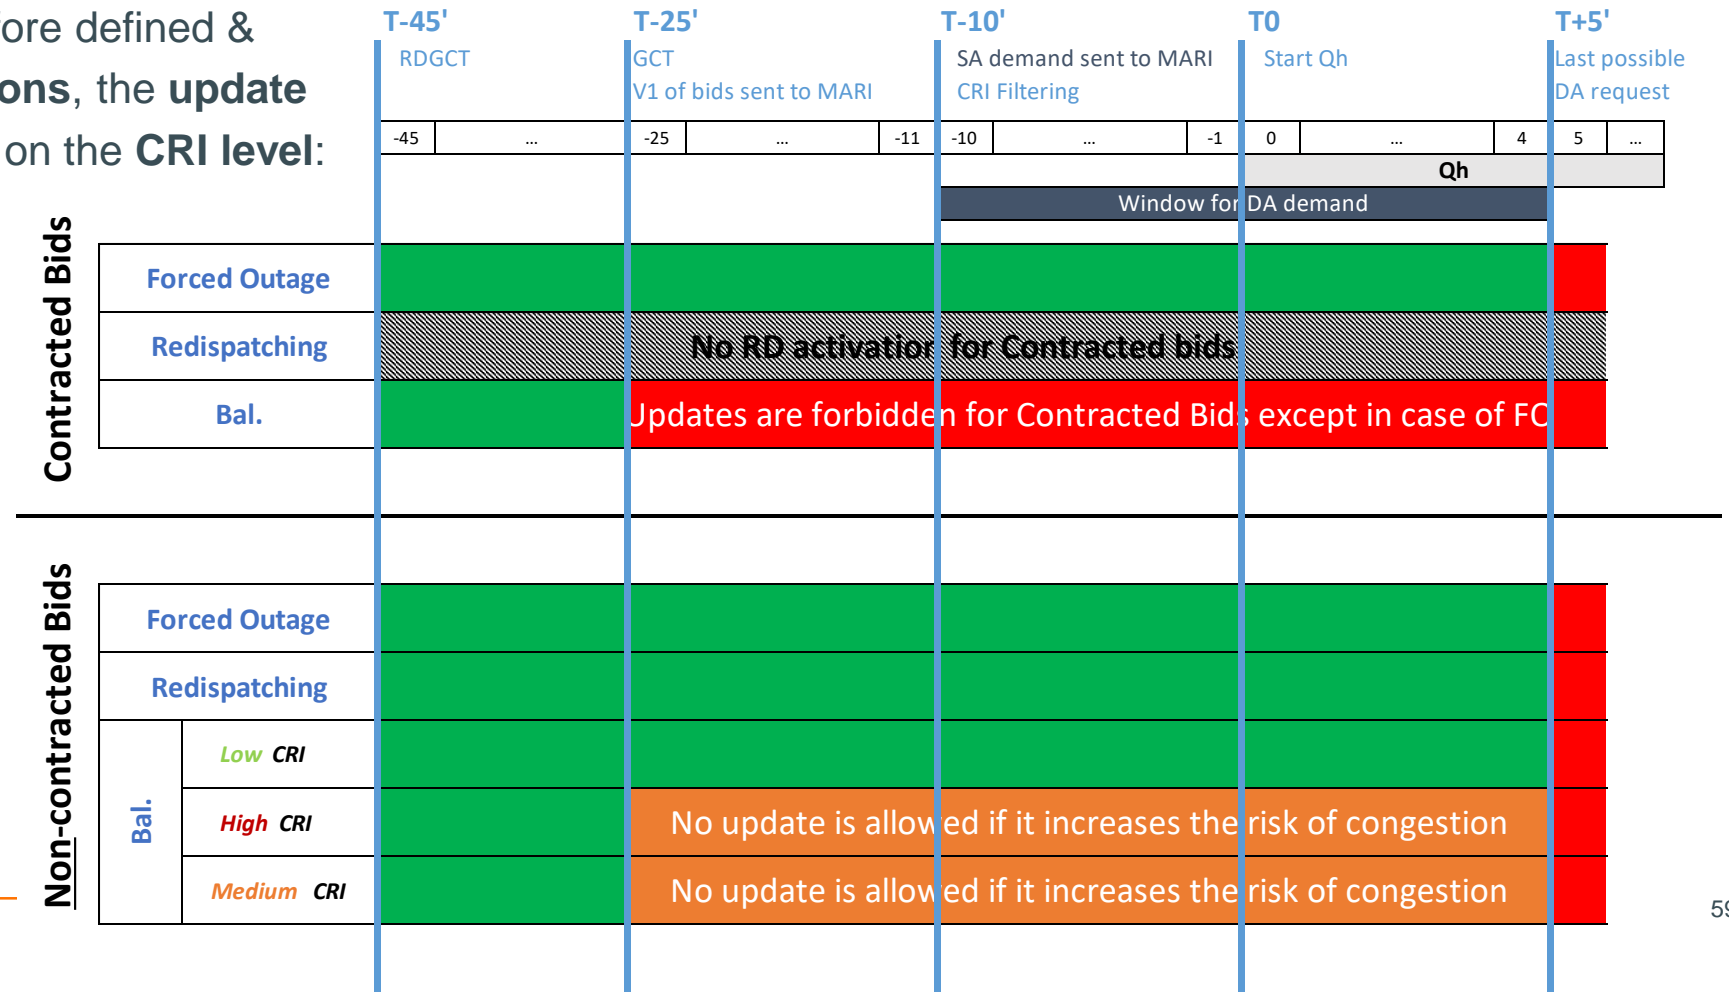 fore defined &
ons, the update
on the CRI level:
T-45'
RDGCT
T-25'
GCT
V1 of bids sent to MARI
T-10'
SA demand sent to MARI
CRI Filtering
T0
Start Qh
T+5'
Last possible
DA request
-45 ... -25 ... -11 -10 ... -1 0 ... 4 5 ...
Qh
Window for DA demand
Contracted Bids
Forced Outage
Redispatching
No RD activation for Contracted bids
Bal.
Updates are forbidden for Contracted Bids except in case of FO
Non-contracted Bids
Forced Outage
Redispatching
Bal.
Low CRI
High CRI
No update is allowed if it increases the risk of congestion
Medium CRI
No update is allowed if it increases the risk of congestion
59